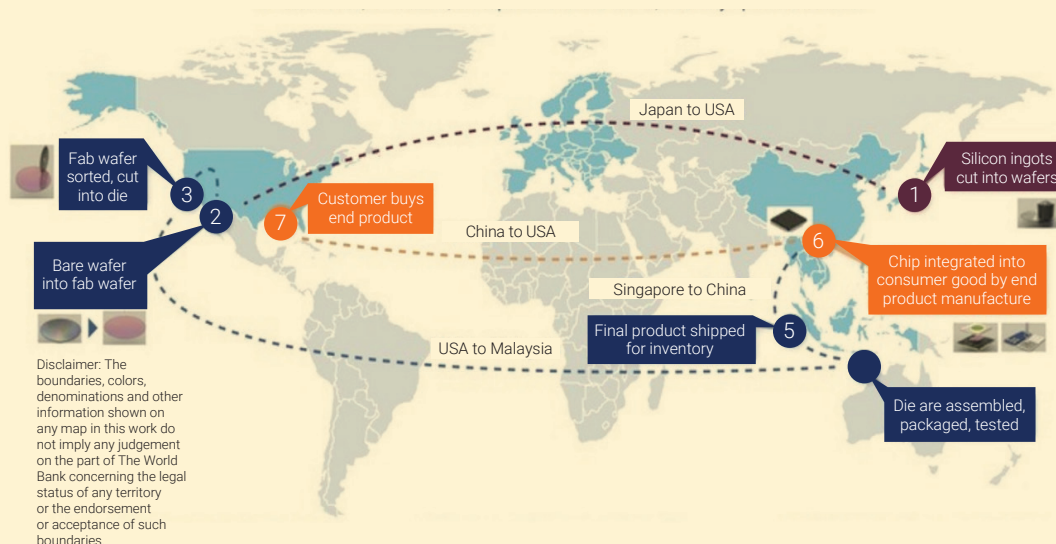 Japan to USA
Silicon ingots
cut into wafers
1
Fab wafer
sorted, cut
into die
3
2
Bare wafer
into fab wafer
7
Customer buys
end product
China to USA
6
Chip integrated into
consumer good by end
product manufacture
Singapore to China
5
Final product shipped
for inventory
USA to Malaysia
Die are assembled,
packaged, tested
Disclaimer: The
boundaries, colors,
denominations and other
information shown on
any map in this work do
not imply any judgement
on the part of The World
Bank concerning the legal
status of any territory
or the endorsement
or acceptance of such
boundaries